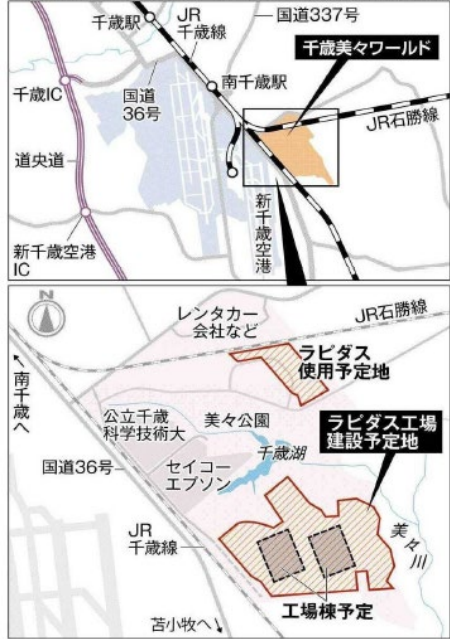 千歳駅
JR
千歳線
国道337号
千歳美々ワールド
南千歳駅
千歳IC
国道
36号
JR石勝線
道央道
新千歳空港
新千歳空港
IC
N
レンタカー
会社など
JR石勝線
ラピダス
使用予定地
南千歳へ
公立千歳
科学技術大
美々公園
ラピダス工場
建設予定地
千歳湖
国道36号
セイコー
エプソン
美々川
JR
千歳線
工場棟予定
苫小牧へ